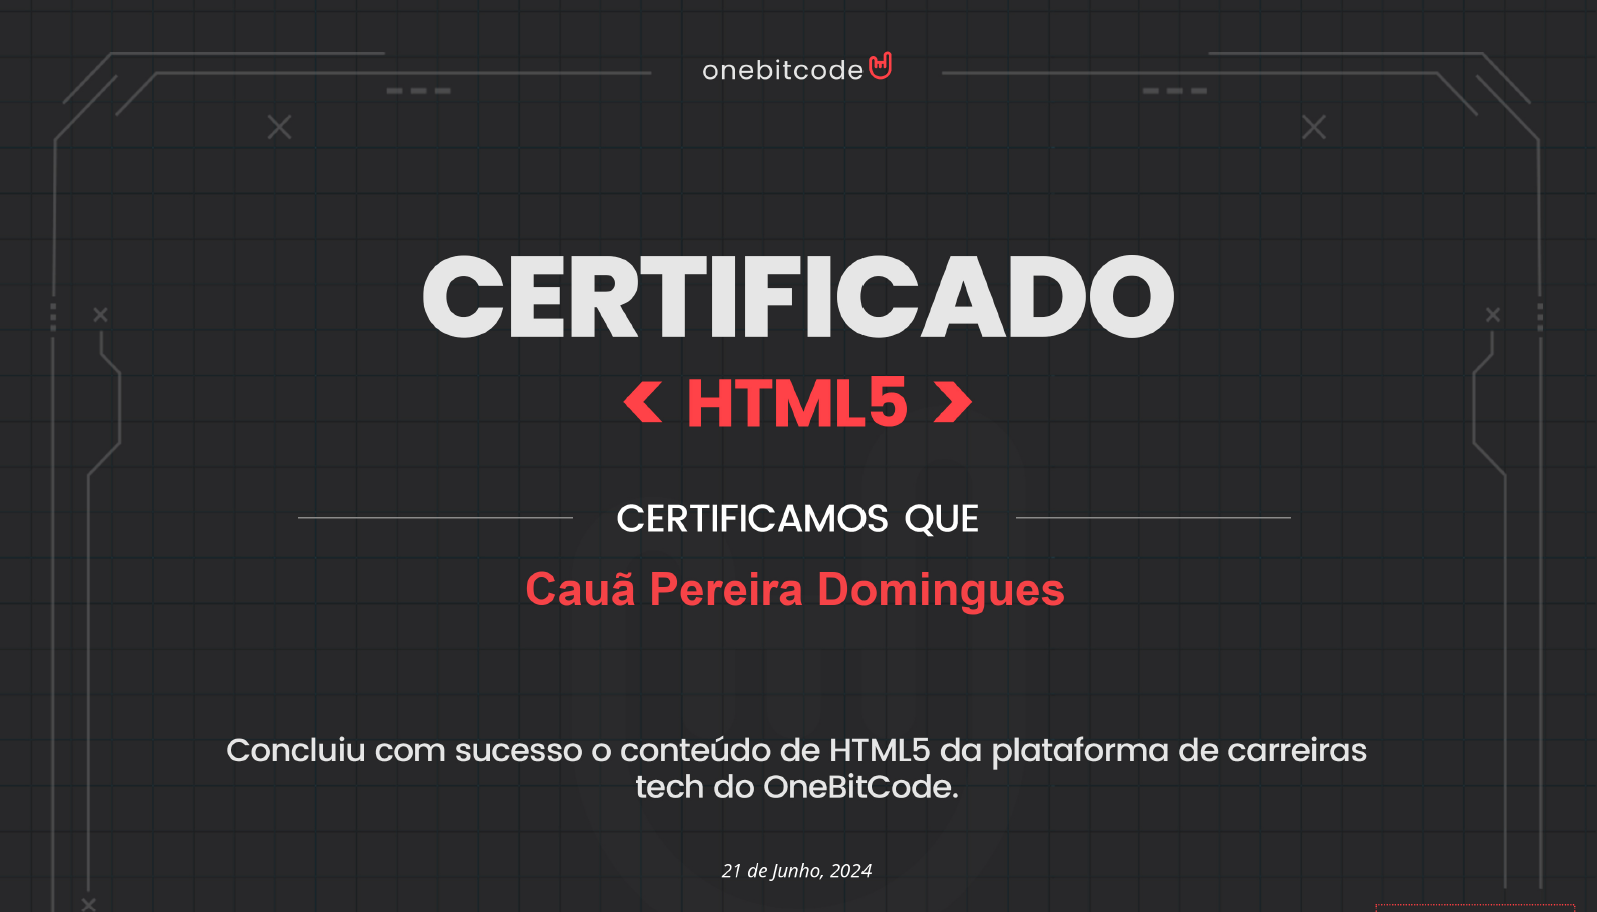 onebitcode
CERTIFICADO
< HTML5 >
CERTIFICAMOS QUE
Cauã Pereira Domingues
Concluiu com sucesso o conteúdo de HTML5 da plataforma de carreiras
tech do OneBitCode.
21 de Junho, 2024